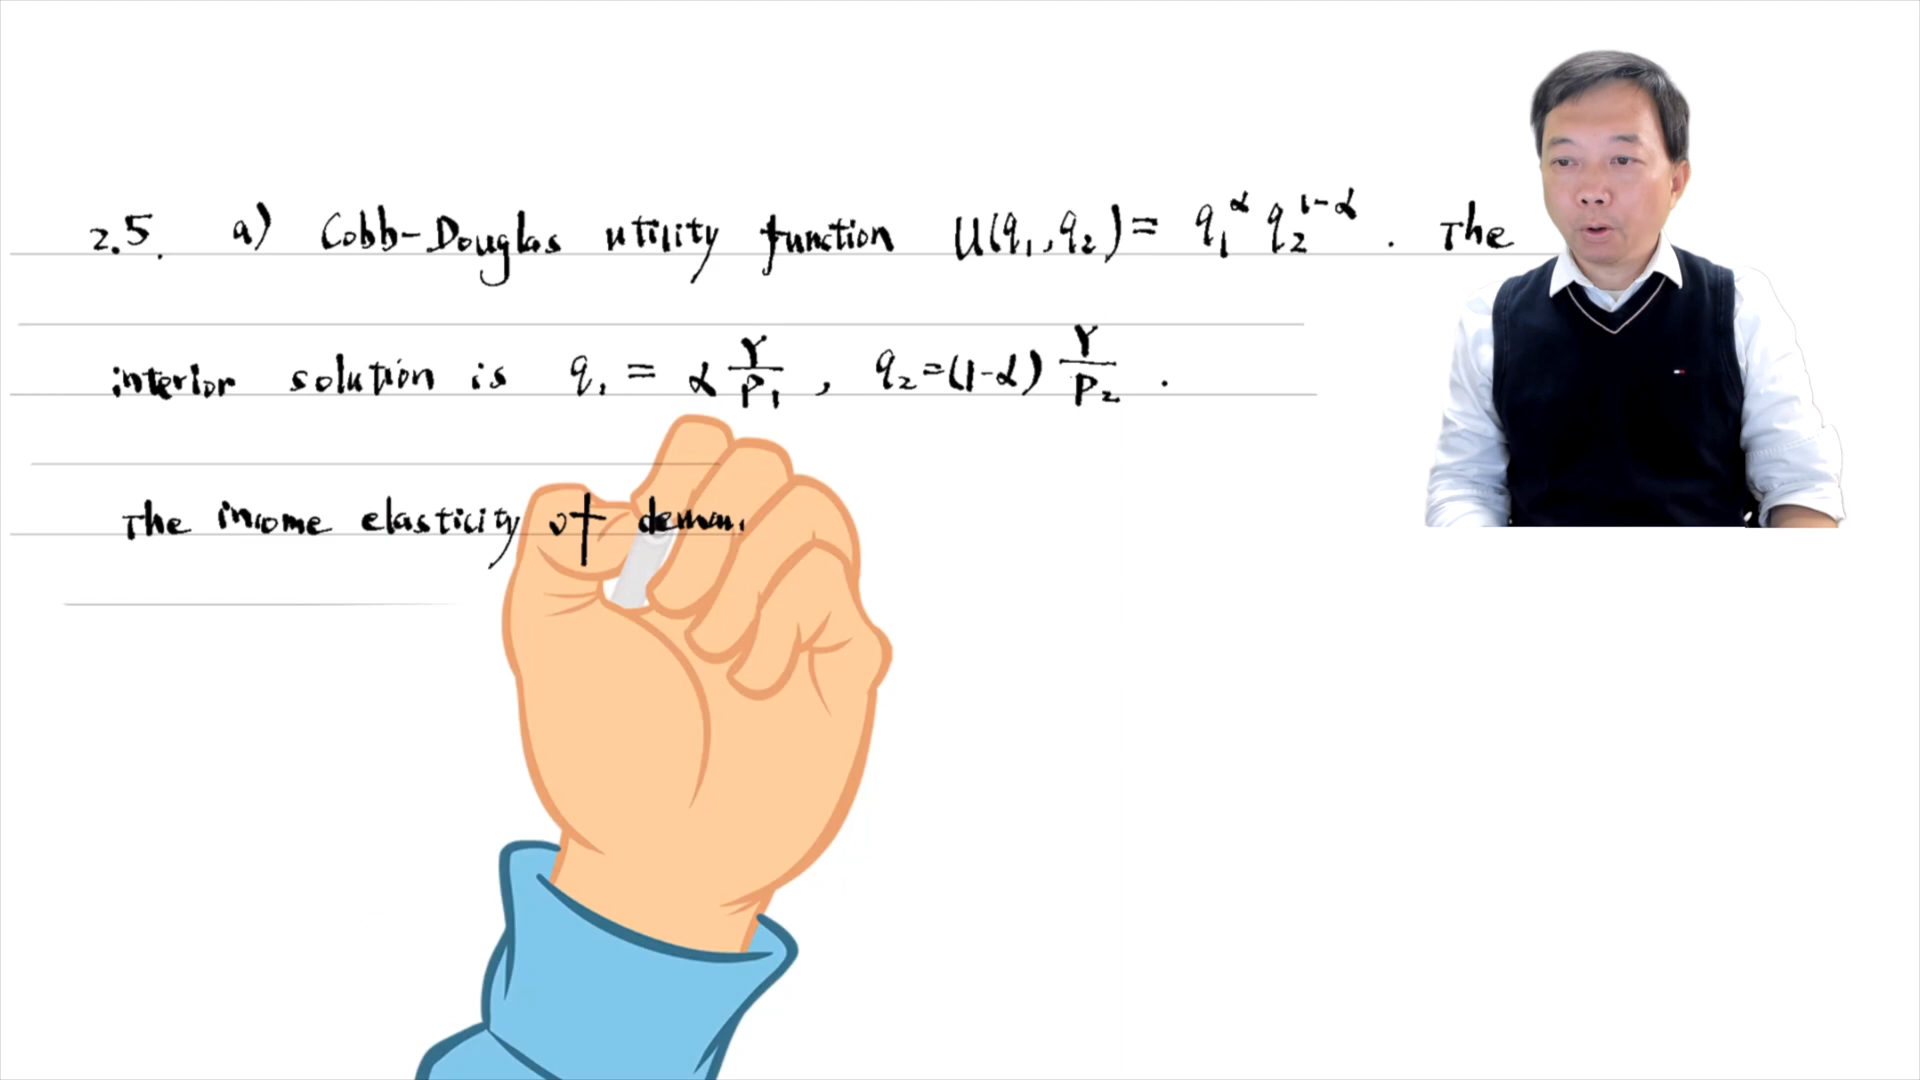 2.5. a) Cobb-Douglas utility function U(q₁,q₂)= q₁^α q₂^(1-α). The
interior solution is q₁ = α Y/P₁, q₂=(1-α) Y/P₂.
The income elasticity of